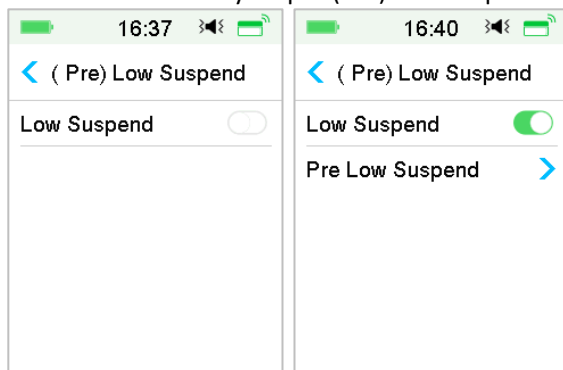 16:37
( Pre) Low Suspend
Low Suspend
16:40
( Pre) Low Suspend
Low Suspend
Pre Low Suspend